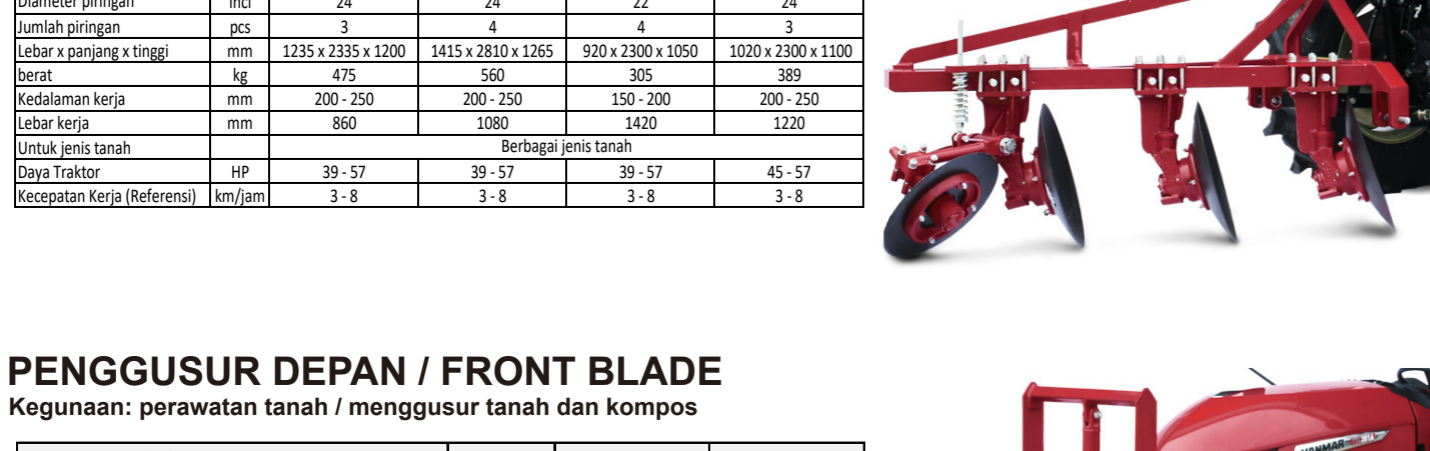 Diameter piringan inci 24 24 22 24
Jumlah piringan pcs 3 4 4 3
Lebar x panjang x tinggi mm 1235 x 2335 x 1200 1415 x 2810 x 1265 920 x 2300 x 1050 1020 x 2300 x 1100
berat kg 475 560 305 389
Kedalaman kerja mm 200 - 250 200 - 250 150 - 200 200 - 250
Lebar kerja mm 860 1080 1420 1220
Untuk jenis tanah Berbagai jenis tanah
Daya Traktor HP 39 - 57 39 - 57 39 - 57 45 - 57
Kecepatan Kerja (Referensi) km/jam 3 - 8 3 - 8 3 - 8 3 - 8
PENGGUSUR DEPAN / FRONT BLADE
Kegunaan: perawatan tanah / menggusur tanah dan kompos
YANMAR